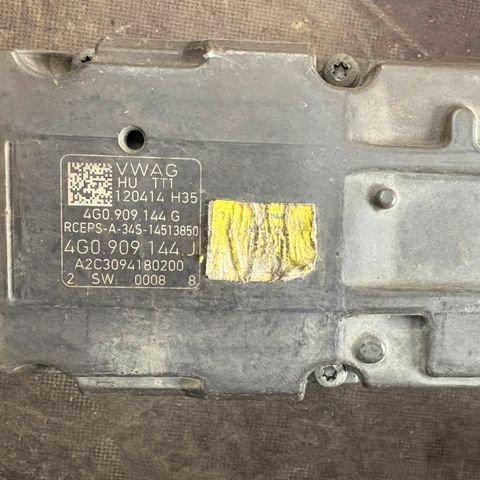 VWAG
HU TT1
120414 H35
4G0.909.144.G
RCEPS-A-34S-14513850
4G0.909.144.J
A2C3094180200
2 SW: 0008 8